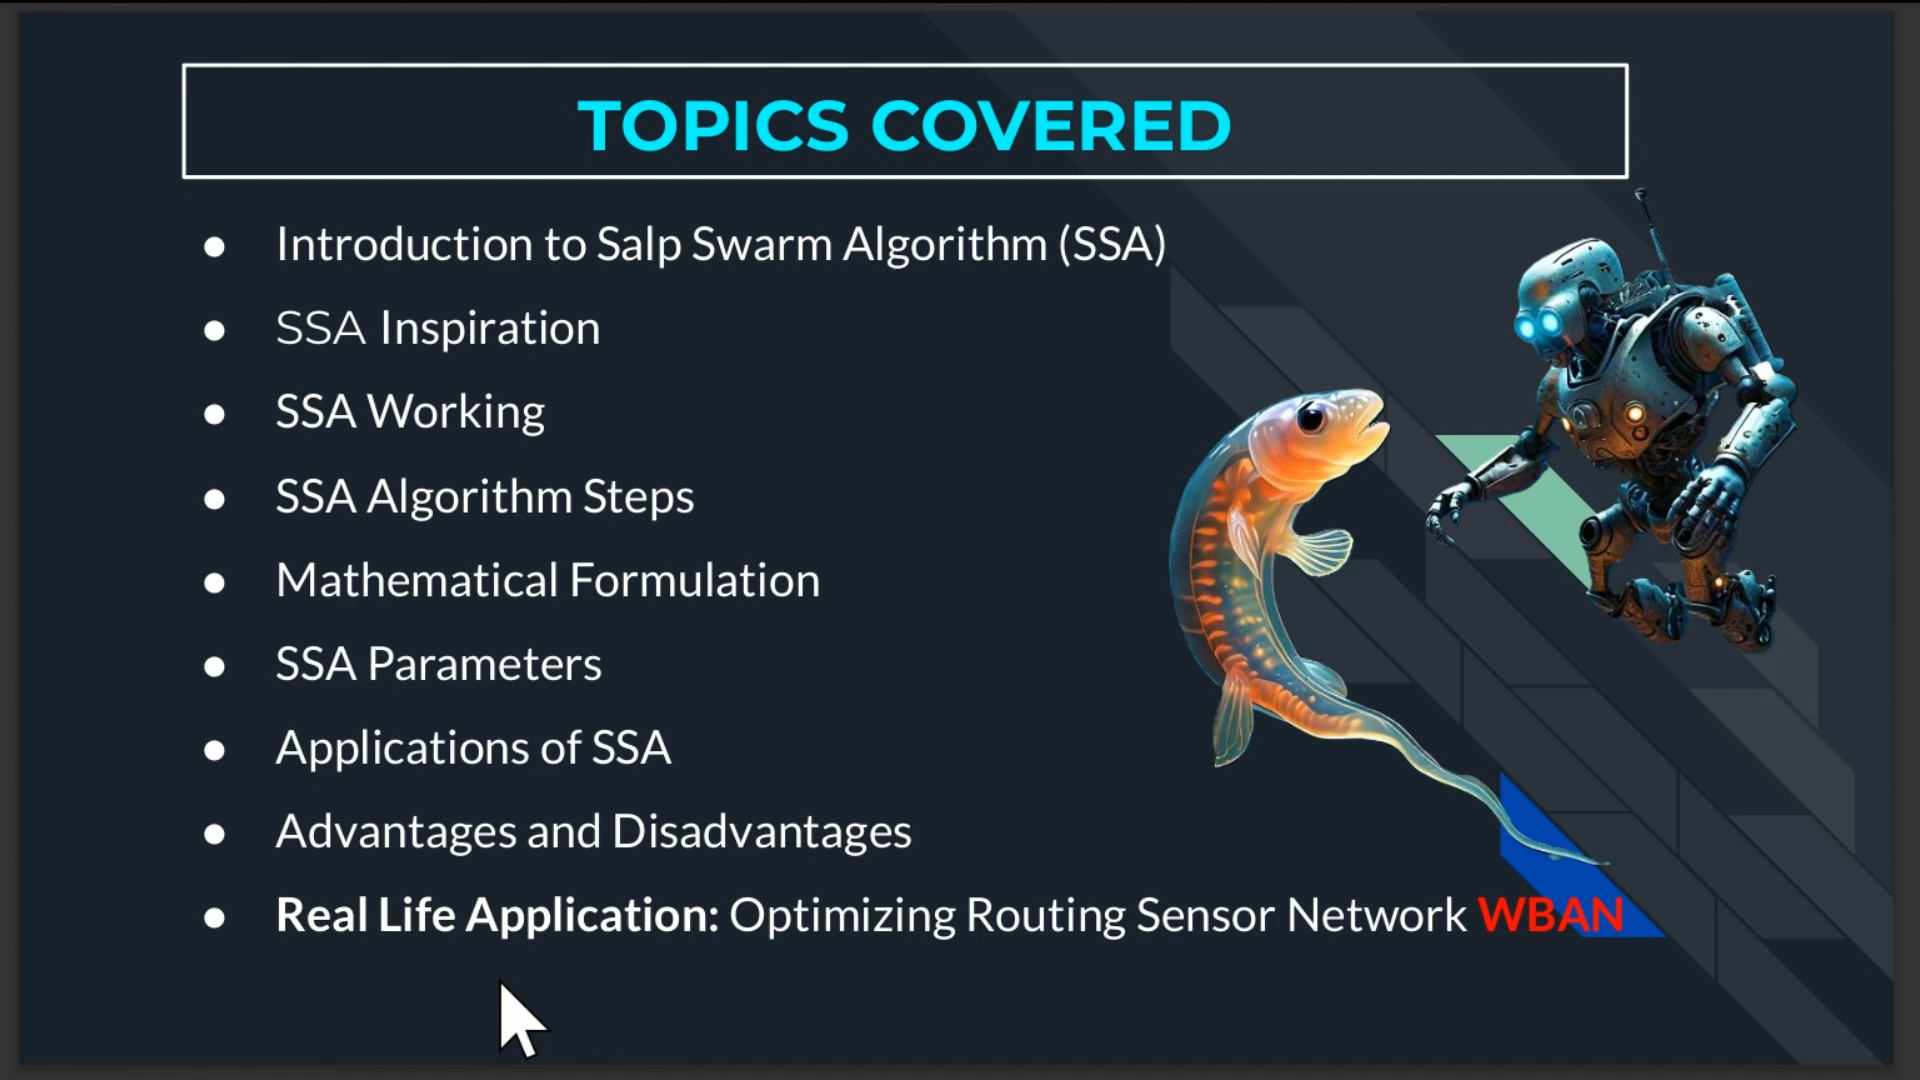 TOPICS COVERED
● Introduction to Salp Swarm Algorithm (SSA)
● SSA Inspiration
● SSA Working
● SSA Algorithm Steps
● Mathematical Formulation
● SSA Parameters
● Applications of SSA
● Advantages and Disadvantages
● Real Life Application: Optimizing Routing Sensor Network WBAN